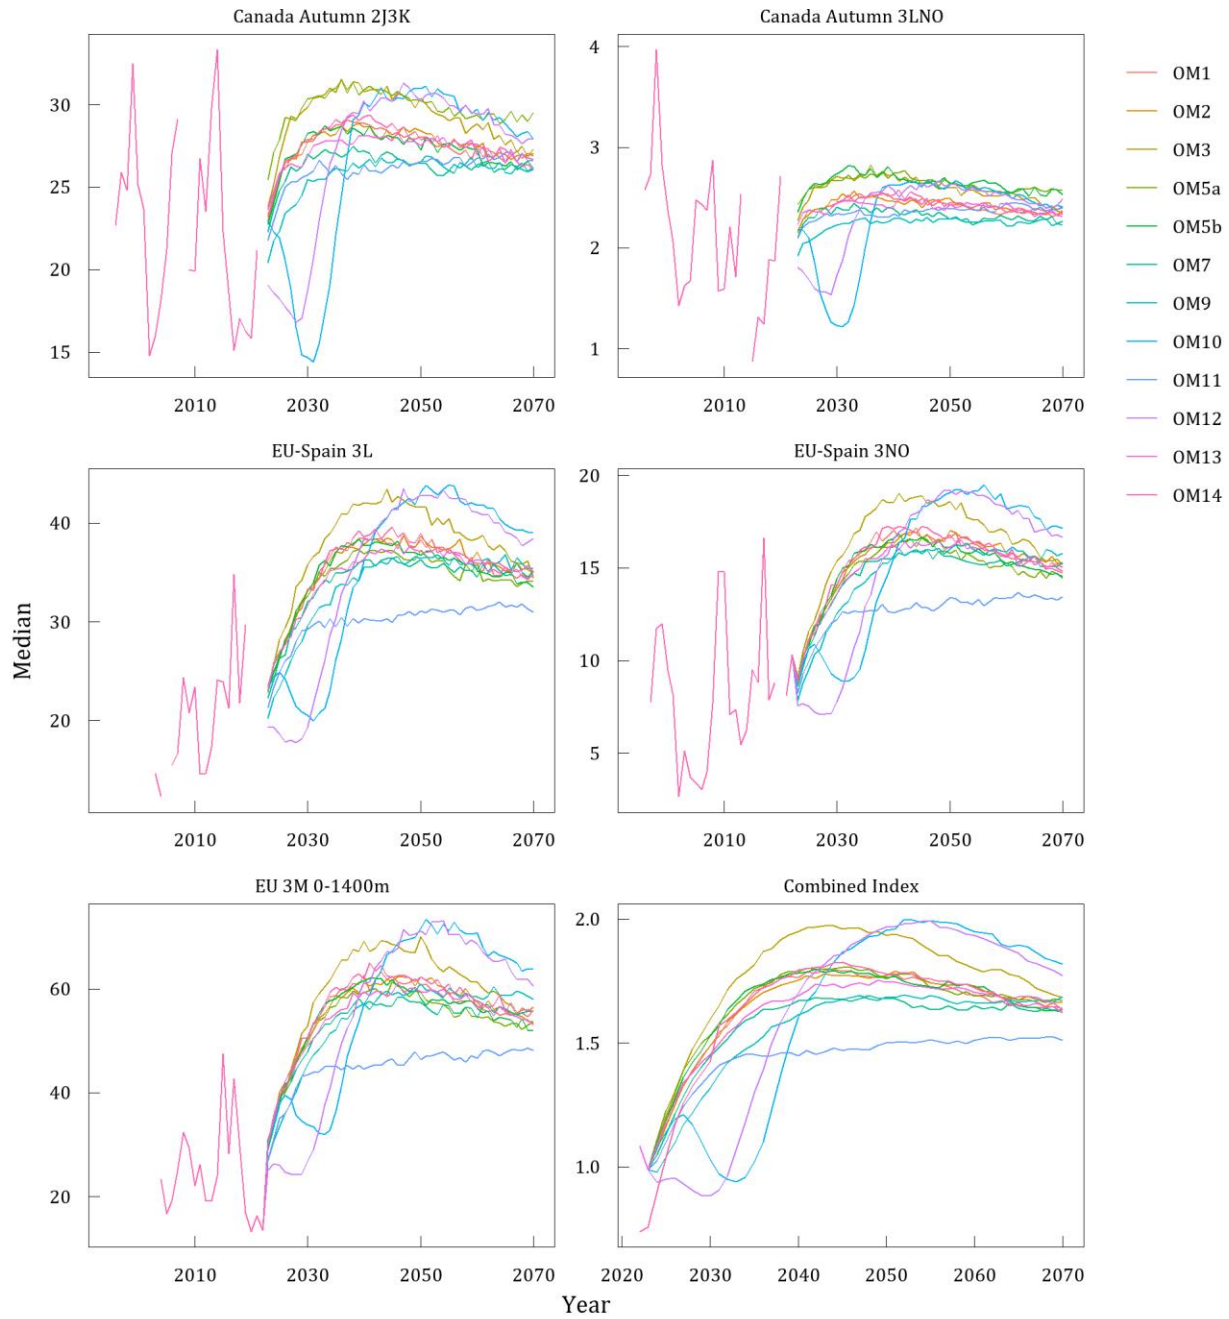 Canada Autumn 2J3K
Canada Autumn 3LNO
30
25
20
15
2010 2030 2050 2070
4
3
2
1
2010 2030 2050 2070
OM1
OM2
OM3
OM5a
OM5b
OM7
OM9
OM10
OM11
OM12
OM13
OM14
EU-Spain 3L
EU-Spain 3NO
Median
40
30
20
2010 2030 2050 2070
20
15
10
5
2010 2030 2050 2070
EU 3M 0-1400m
Combined Index
60
40
20
2010 2030 2050 2070
2.0
1.5
1.0
2020 2030 2040 2050 2060 2070
Year